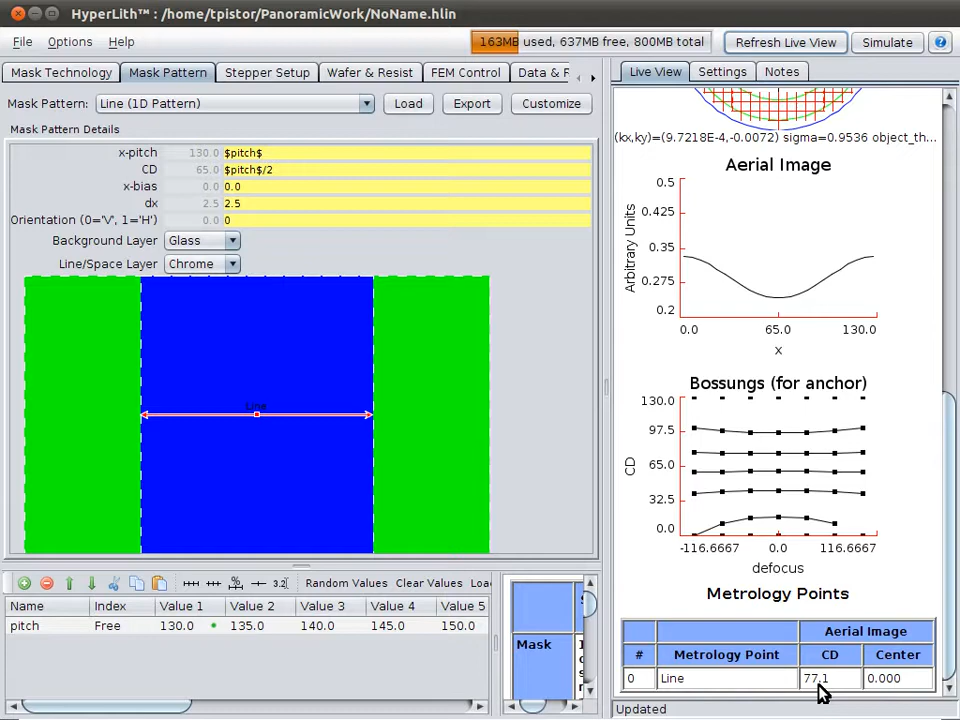 HyperLith™ : /home/tpistor/PanoramicWork/NoName.hlin
File Options Help
163MB used, 637MB free, 800MB total
Refresh Live View
Simulate
Mask Technology
Mask Pattern
Stepper Setup
Wafer & Resist
FEM Control
Data & F
Mask Pattern: Line (1D Pattern)
Load
Export
Customize
Mask Pattern Details
x-pitch 130.0 $pitch$
CD 65.0 $pitch$/2
x-bias 0.0 0.0
dx 2.5 2.5
Orientation (0='V', 1='H') 0.0 0
Background Layer Glass
Line/Space Layer Chrome
Line
Random Values Clear Values Loa
Name Index Value 1 Value 2 Value 3 Value 4 Value 5
pitch Free 130.0 135.0 140.0 145.0 150.0
Mask
Live View
Settings
Notes
(kx,ky)=(9.7218E-4,-0.0072) sigma=0.9536 object_th...
Aerial Image
0.5
0.425
0.35
0.275
0.2
Arbitrary Units
0.0 65.0 130.0
x
Bossungs (for anchor)
130.0
97.5
65.0
32.5
0.0
CD
-116.6667 0.0 116.6667
defocus
Metrology Points
Aerial Image
# Metrology Point CD Center
0 Line 77.1 0.000
Updated